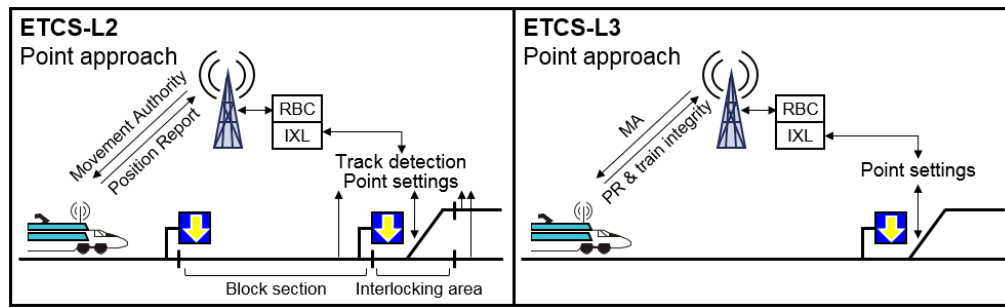 ETCS-L2
Point approach
Movement Authority
Position Report
RBC
IXL
Track detection
Point settings
Block section
Interlocking area
ETCS-L3
Point approach
MA
PR & train integrity
RBC
IXL
Point settings